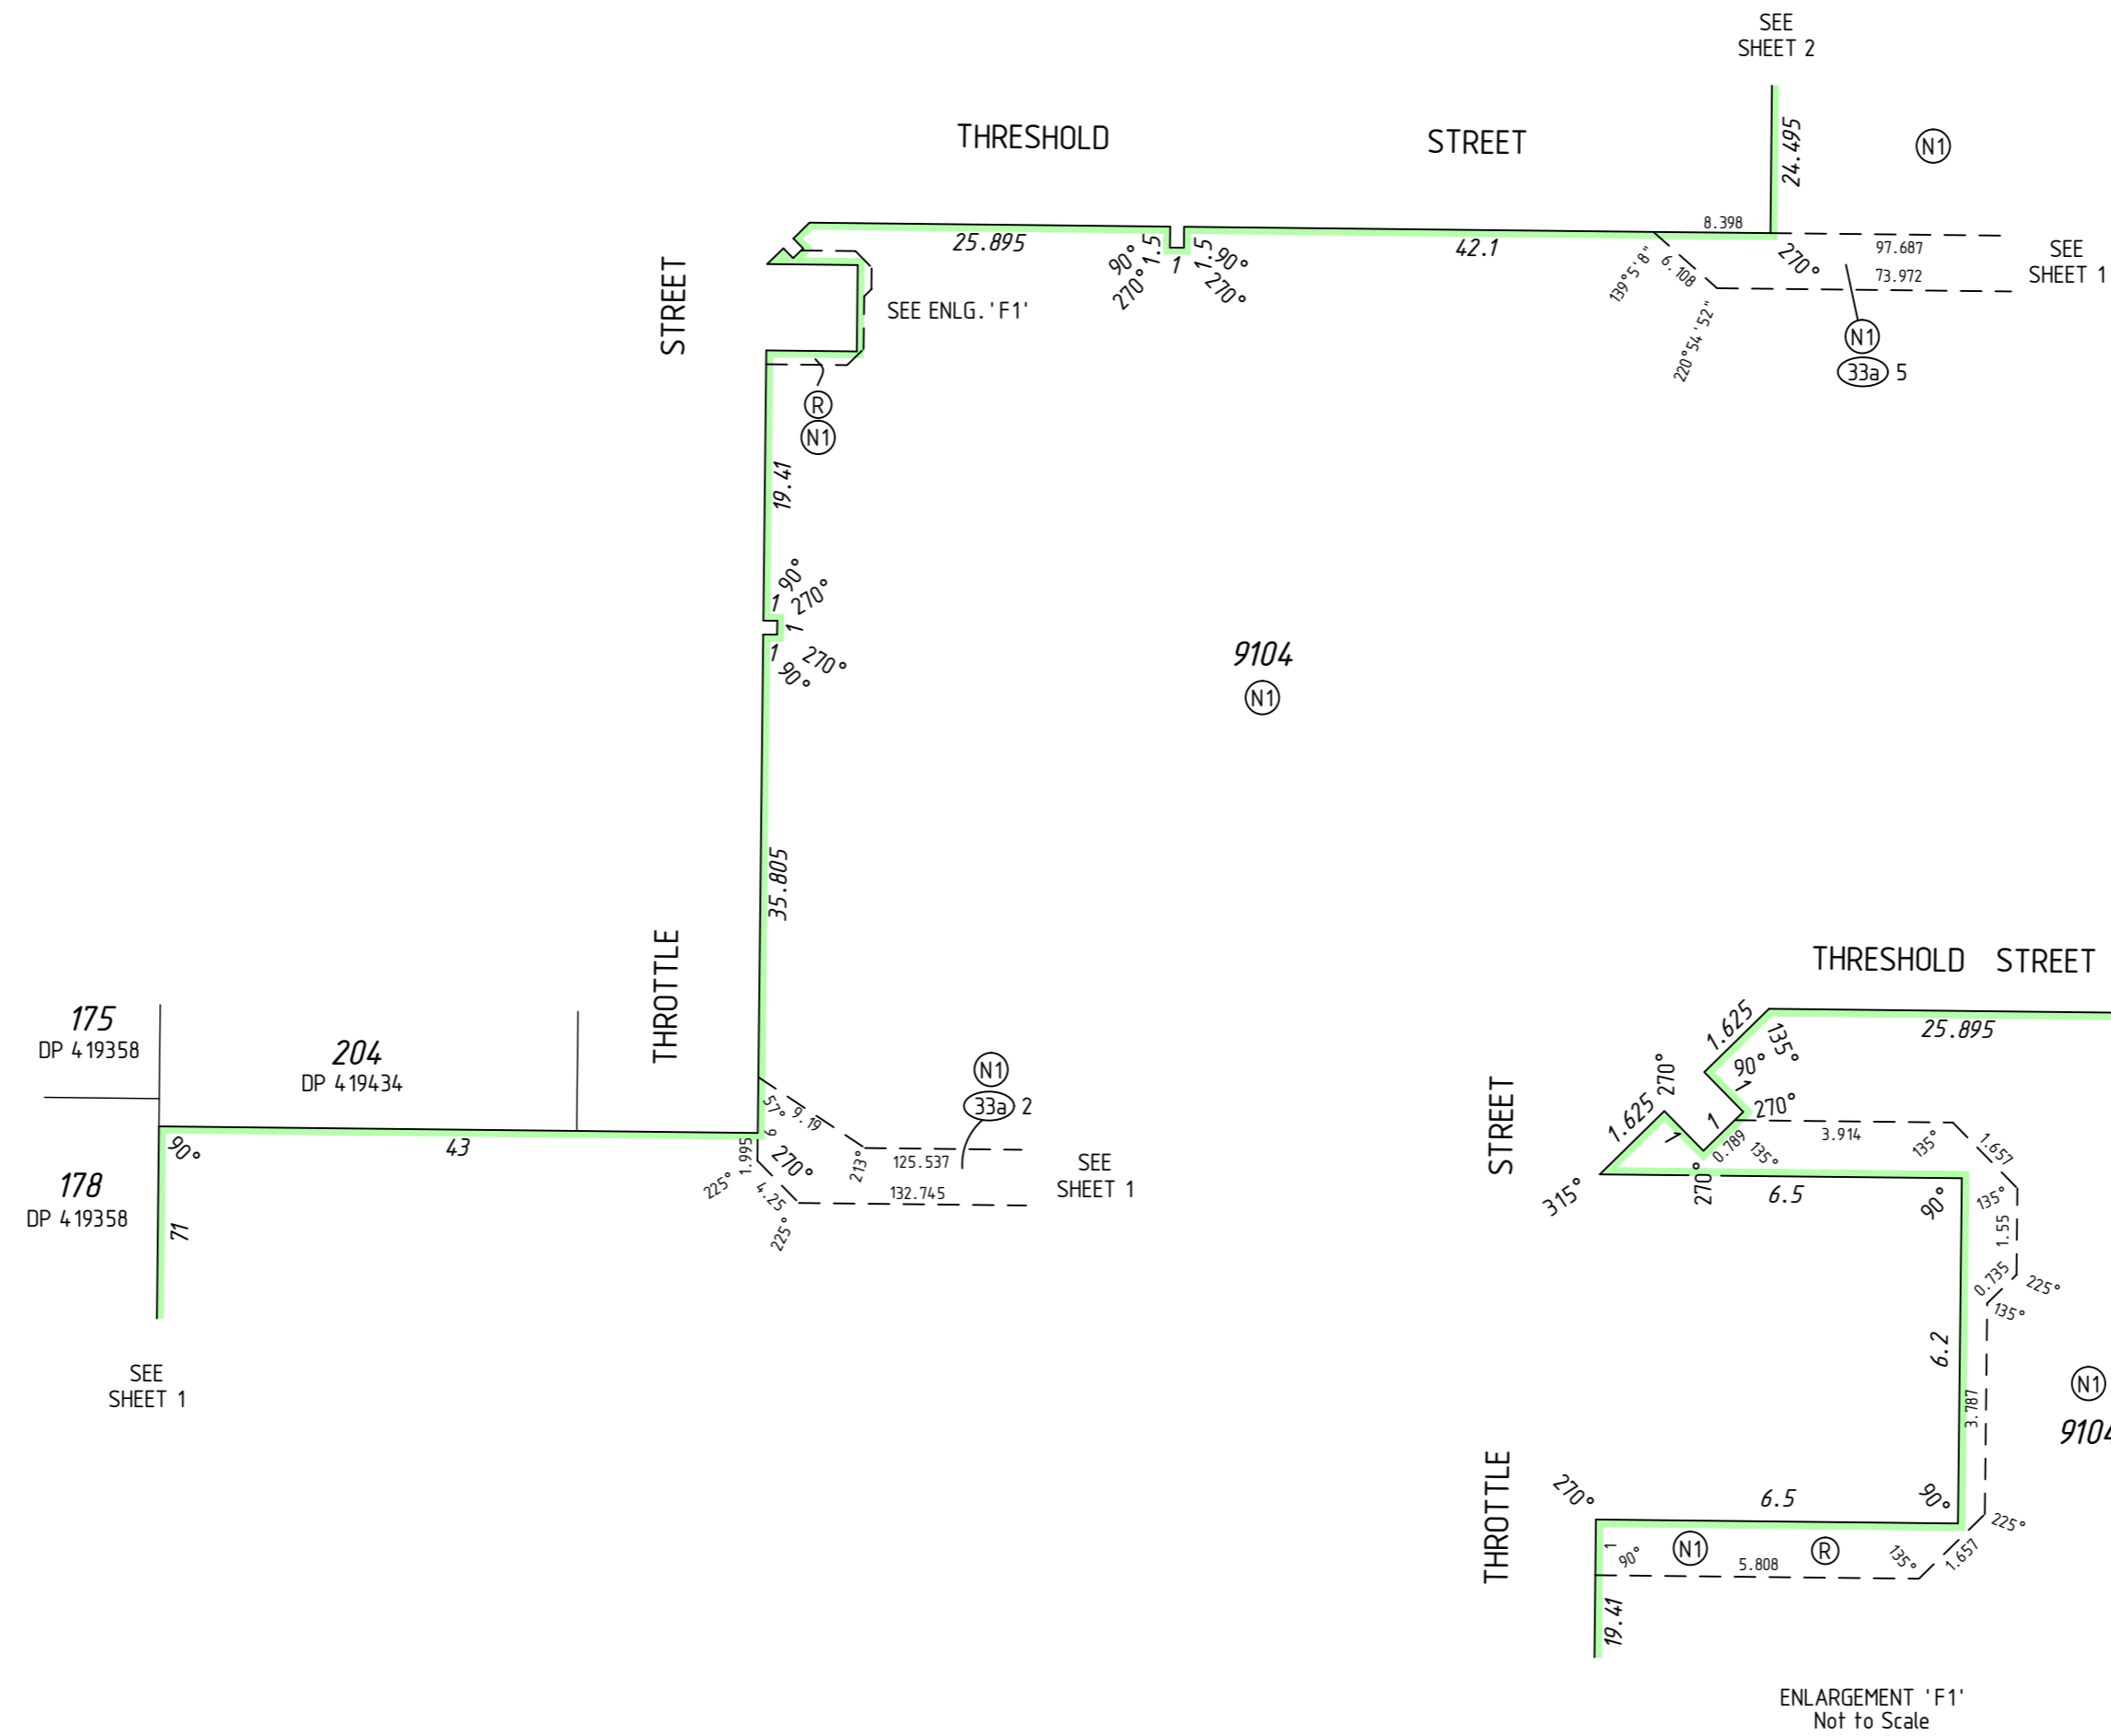 SEE
SHEET 2
THRESHOLD STREET
24.495
N1
STREET
25.895
90°
1.5
270°
1
1.5
90°
270°
42.1
8.398
270°
97.687
73.972
SEE
SHEET 1
139°5'8"
6.108
220°54'52"
N1
33a 5
SEE ENLG. 'F1'
R
N1
19.41
90°
1
270°
1
1
270°
90°
9104
N1
35.805
THROTTLE
175
DP 419358
204
DP 419434
178
DP 419358
90°
43
71
SEE
SHEET 1
57°
9.19
9
1.995
270°
213°
225°
4.25
225°
125.537
132.745
N1
33a 2
SEE
SHEET 1
THRESHOLD STREET
1.625
135°
25.895
90°
1
270°
270°
STREET
1.625
1
1
0.789
135°
3.914
135°
1.657
315°
270°
6.5
90°
135°
1.55
0.735
225°
135°
6.2
3.787
N1
9104
THROTTLE
270°
6.5
90°
225°
1
90°
N1
R
5.808
135°
1.657
19.41
ENLARGEMENT 'F1'
Not to Scale